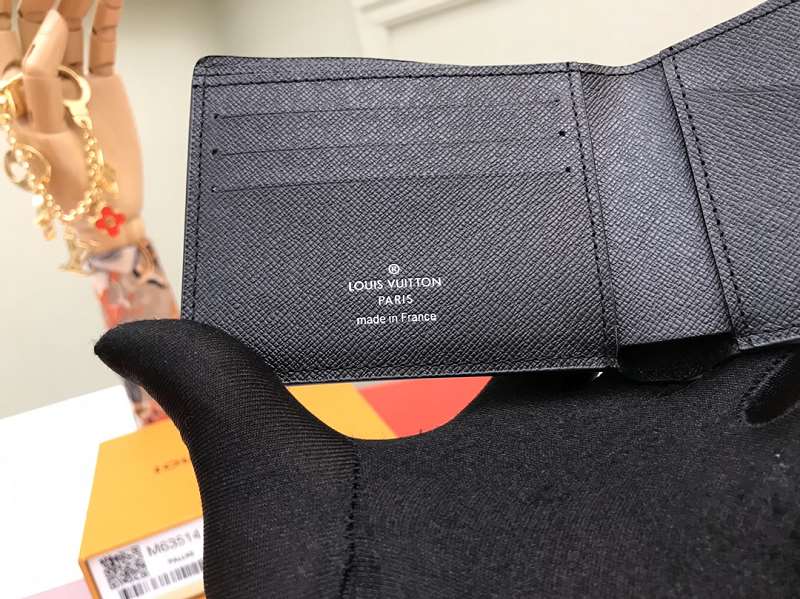 ®
LOUIS VUITTON
PARIS
made in France
M63514